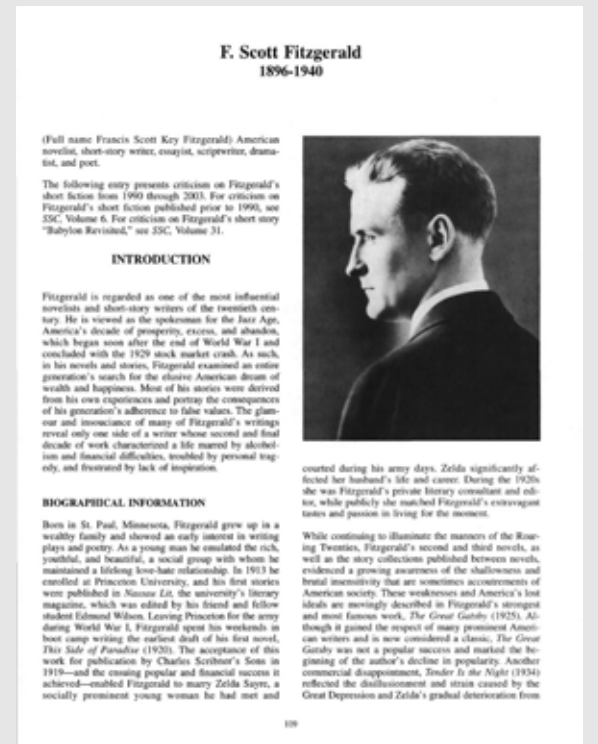 F. Scott Fitzgerald
1896-1940
(Full name Francis Scott Key Fitzgerald) American
novelist, short-story writer, essayist, scriptwriter, drama-
tist, and poet.
The following entry presents criticism on Fitzgerald's
short fiction from 1990 through 2003. For criticism on
Fitzgerald's short fiction published prior to 1990, see
SSC, Volume 6. For criticism on Fitzgerald's short story
"Babylon Revisited," see SSC, Volume 31.
INTRODUCTION
Fitzgerald is regarded as one of the most influential
novelists and short-story writers of the twentieth cen-
tury. He is viewed as the spokesman for the Jazz Age,
America's decade of prosperity, excess, and abandon,
which began soon after the end of World War I and
concluded with the 1929 stock market crash. As such,
in his novels and stories, Fitzgerald examined an entire
generation's search for the elusive American dream of
wealth and happiness. Most of his stories were derived
from his own experiences and portray the consequences
of his generation's adherence to false values. The glam-
our and insouciance of many of Fitzgerald's writings
reveal only one side of a writer whose second and final
decade of work characterized a life marred by alcohol-
ism and financial difficulties, troubled by personal trag-
edy, and frustrated by lack of inspiration.
BIOGRAPHICAL INFORMATION
Born in St. Paul, Minnesota, Fitzgerald grew up in a
wealthy family and showed an early interest in writing
plays and poetry. As a young man he emulated the rich,
youthful, and beautiful, a social group with whom he
maintained a lifelong love-hate relationship. In 1913 he
enrolled at Princeton University, and his first stories
were published in Nassau Lit, the university's literary
magazine, which was edited by his friend and fellow
student Edmund Wilson. Leaving Princeton for the army
during World War I, Fitzgerald spent his weekends in
boot camp writing the earliest draft of his first novel,
This Side of Paradise (1920). The acceptance of this
work for publication by Charles Scribner's Sons in
1919—and the ensuing popular and financial success it
achieved—enabled Fitzgerald to marry Zelda Sayre, a
socially prominent young woman he had met and
courted during his army days. Zelda significantly af-
fected her husband's life and career. During the 1920s
she was Fitzgerald's private literary consultant and edi-
tor, while publicly she matched Fitzgerald's extravagant
tastes and passion in living for the moment.
While continuing to illuminate the manners of the Roar-
ing Twenties, Fitzgerald's second and third novels, as
well as the story collections published between novels,
evidenced a growing awareness of the shallowness and
brutal insensitivity that are sometimes accoutrements of
American society. These weaknesses and America's lost
ideals are movingly described in Fitzgerald's strongest
and most famous work, The Great Gatsby (1925). Al-
though it gained the respect of many prominent Ameri-
can writers and is now considered a classic, The Great
Gatsby was not a popular success and marked the be-
ginning of the author's decline in popularity. Another
commercial disappointment, Tender Is the Night (1934)
reflected the disillusionment and strain caused by the
Great Depression and Zelda's gradual deterioration from
109